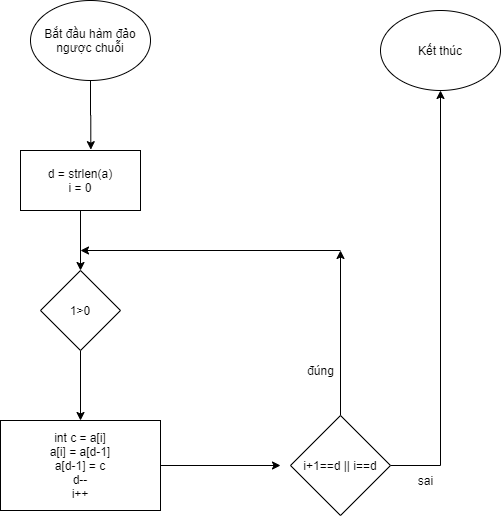 Bắt đầu hàm đảo
ngược chuỗi
Kết thúc
d = strlen(a)
i = 0
1>0
đúng
int c = a[i]
a[i] = a[d-1]
a[d-1] = c
d--
i++
i+1==d || i==d
sai